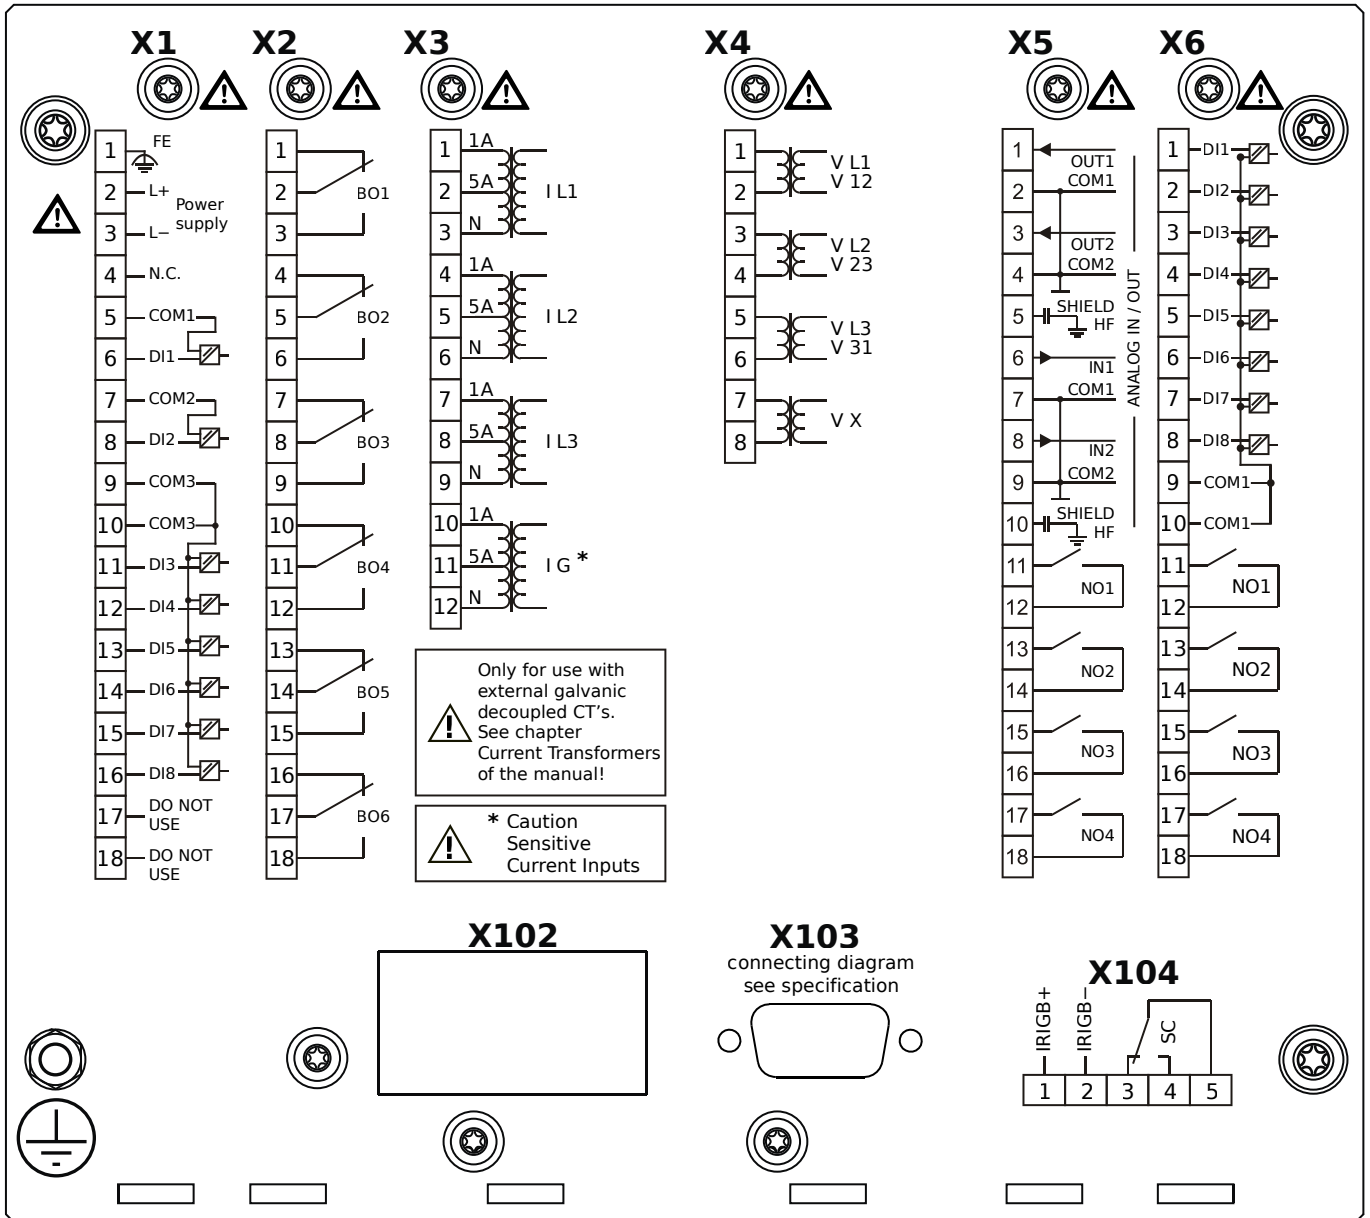 X1
X2
X3
X4
X5
X6
1 FE
2 L+
Power
supply
3 L−
4 N.C.
5 COM1
6 DI1
7 COM2
8 DI2
9 COM3
10 COM3
11 DI3
12 DI4
13 DI5
14 DI6
15 DI7
16 DI8
17 DO NOT
USE
18 DO NOT
USE
1
2 BO1
3
4
5 BO2
6
7
8 BO3
9
10
11 BO4
12
13
14 BO5
15
16
17 BO6
18
1 1A
2 5A I L1
3 N
4 1A
5 5A I L2
6 N
7 1A
8 5A I L3
9 N
10 1A
11 5A I G *
12 N
Only for use with
external galvanic
decoupled CT's.
See chapter
Current Transformers
of the manual!
* Caution
Sensitive
Current Inputs
1 V L1
2 V 12
3 V L2
4 V 23
5 V L3
6 V 31
7 V X
8
1 OUT1
2 COM1
3 OUT2
4 COM2
5 SHIELD
HF
6 IN1
7 COM1
8 IN2
9 COM2
10 SHIELD
HF
ANALOG IN / OUT
11 NO1
12
13 NO2
14
15 NO3
16
17 NO4
18
1 DI1
2 DI2
3 DI3
4 DI4
5 DI5
6 DI6
7 DI7
8 DI8
9 COM1
10 COM1
11 NO1
12
13 NO2
14
15 NO3
16
17 NO4
18
X102
X103
connecting diagram
see specification
X104
IRIGB+
IRIGB−
SC
1 2 3 4 5